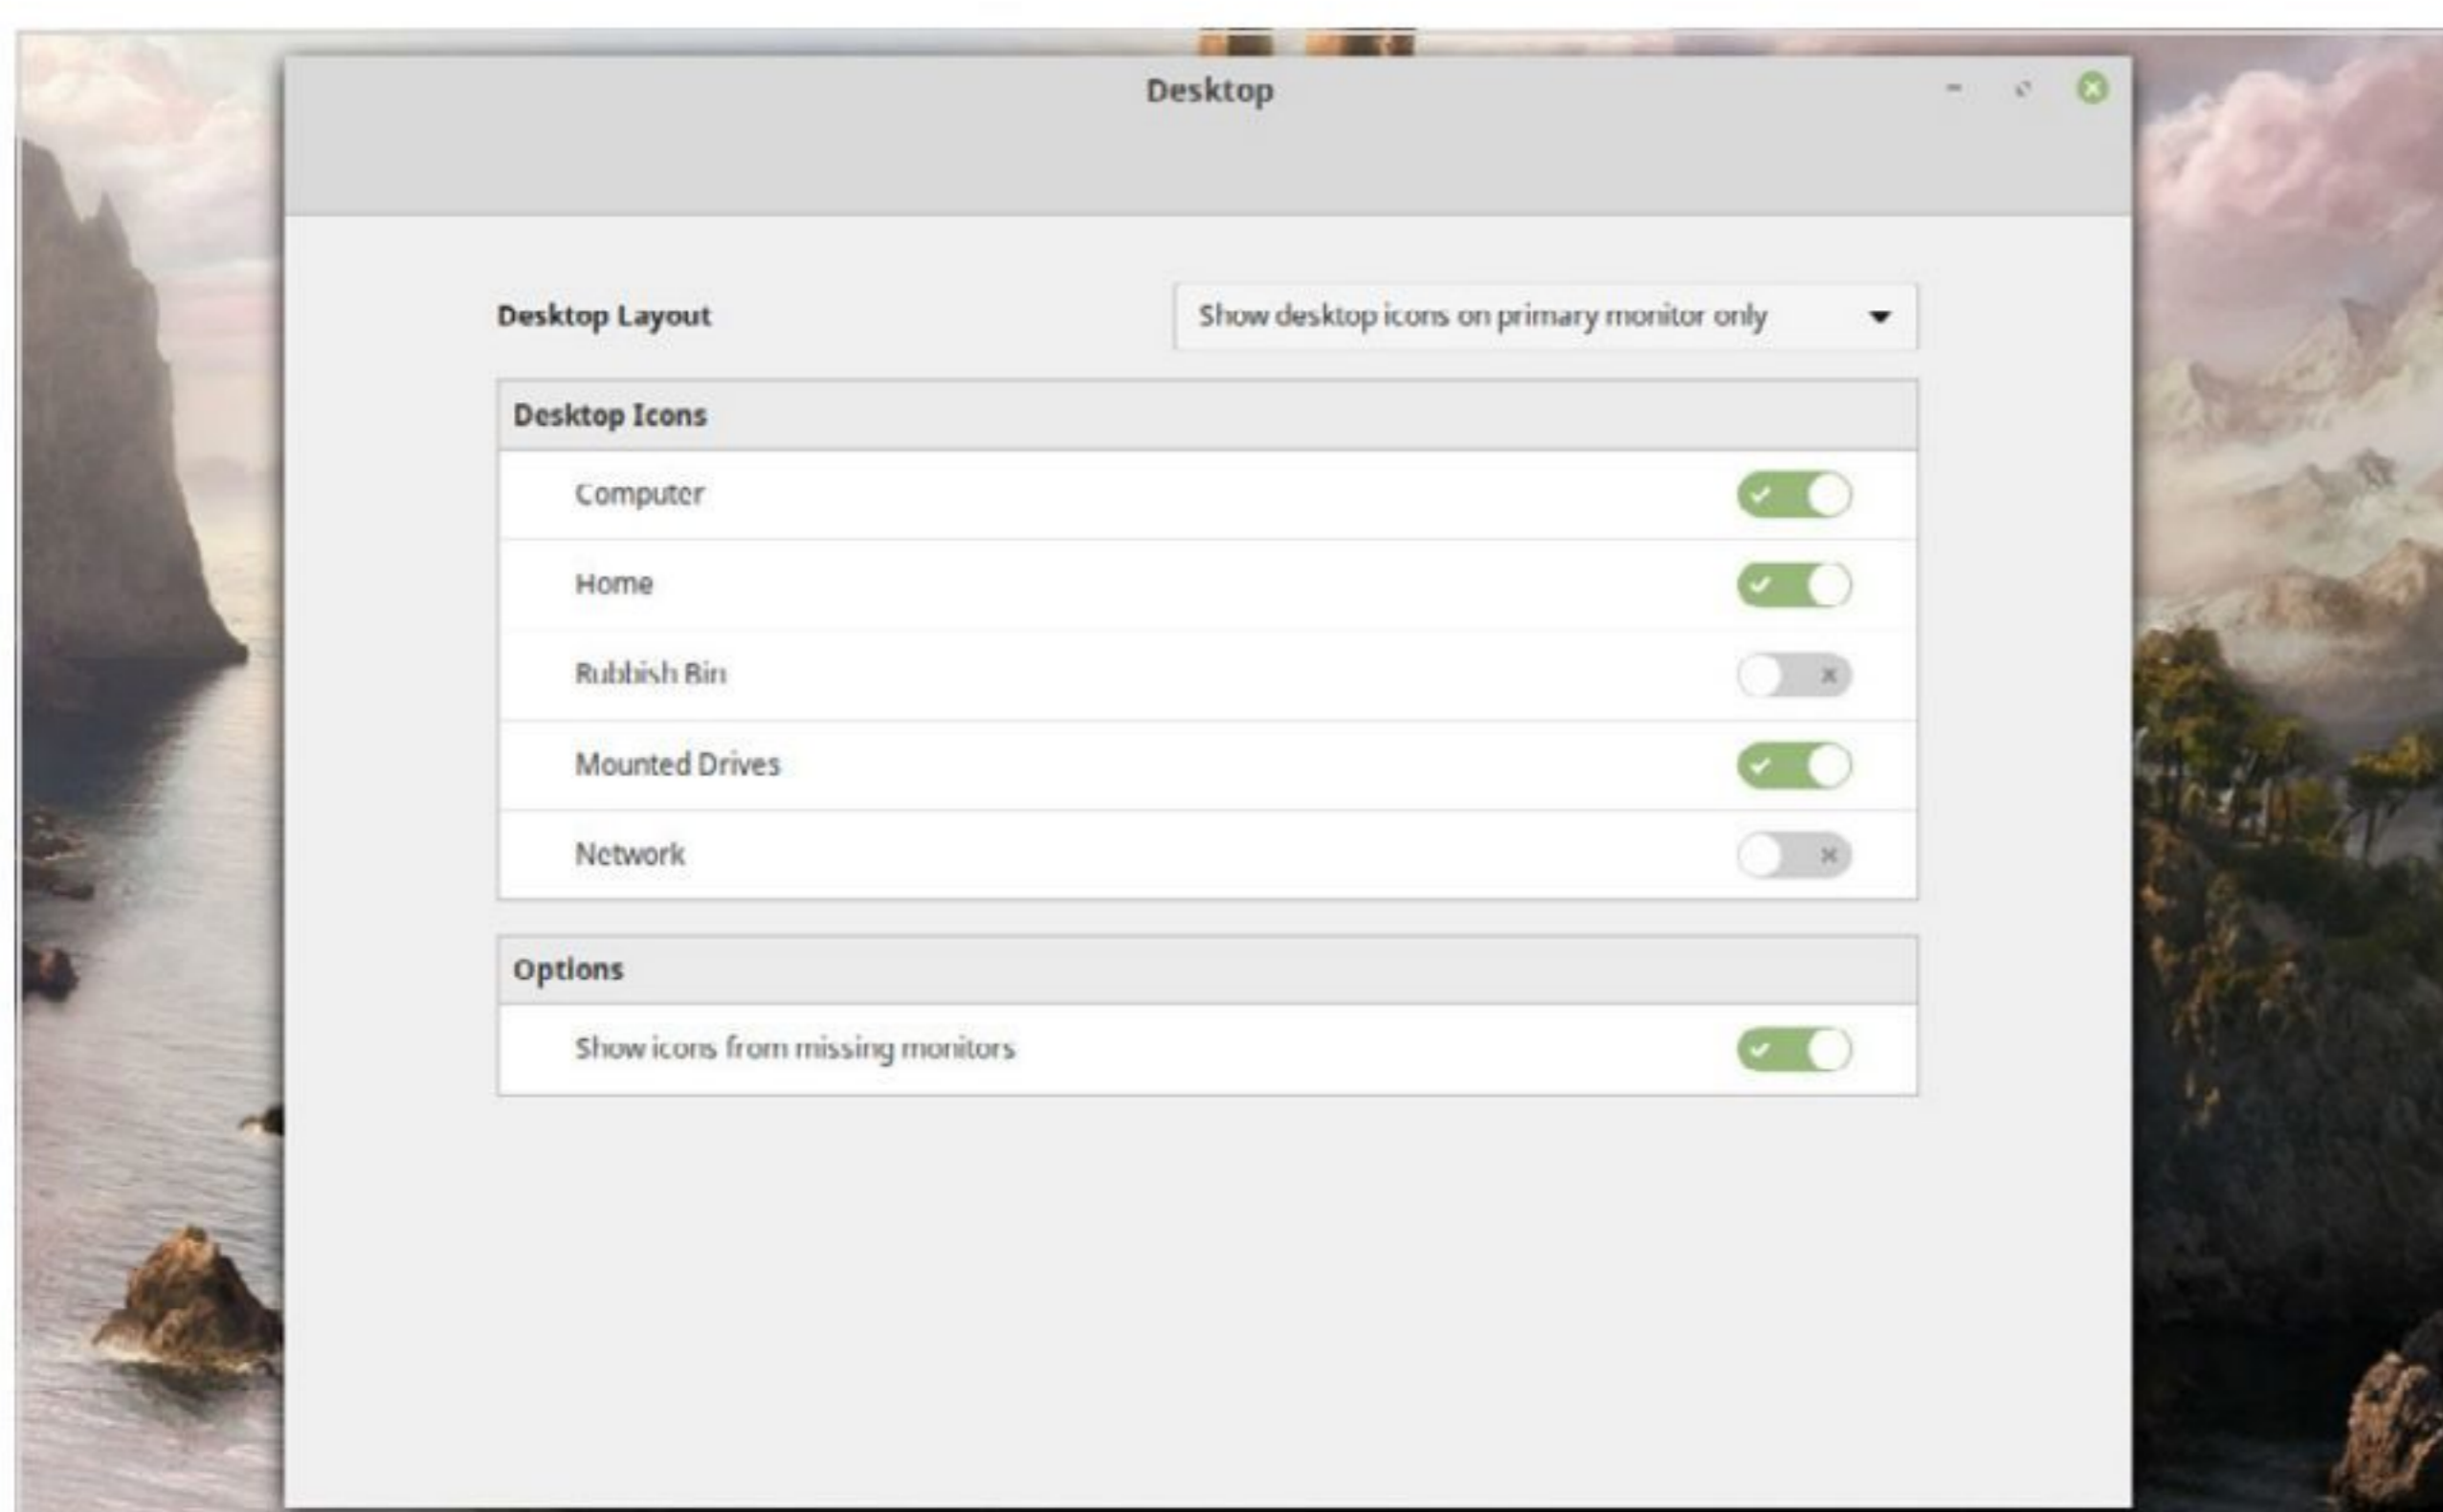 Desktop
Desktop Layout
Show desktop icons on primary monitor only
Desktop Icons
Computer
Home
Rubbish Bin
Mounted Drives
Network
Options
Show icons from missing monitors